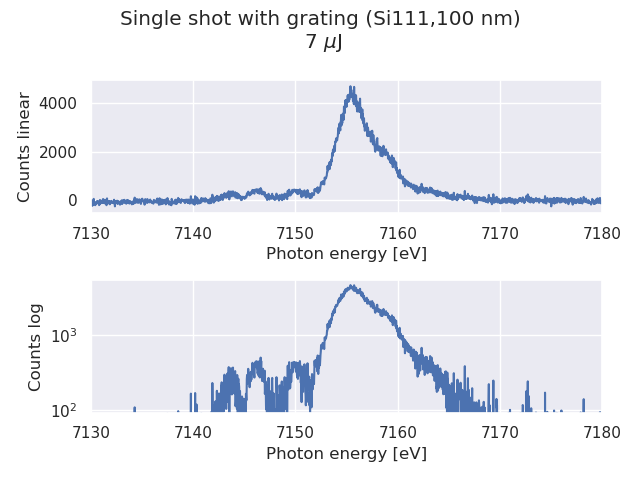 Single shot with grating (Si111,100 nm)
7 μJ
Counts linear
4000
2000
0
7130 7140 7150 7160 7170 7180
Photon energy [eV]
Counts log
10³
10²
7130 7140 7150 7160 7170 7180
Photon energy [eV]